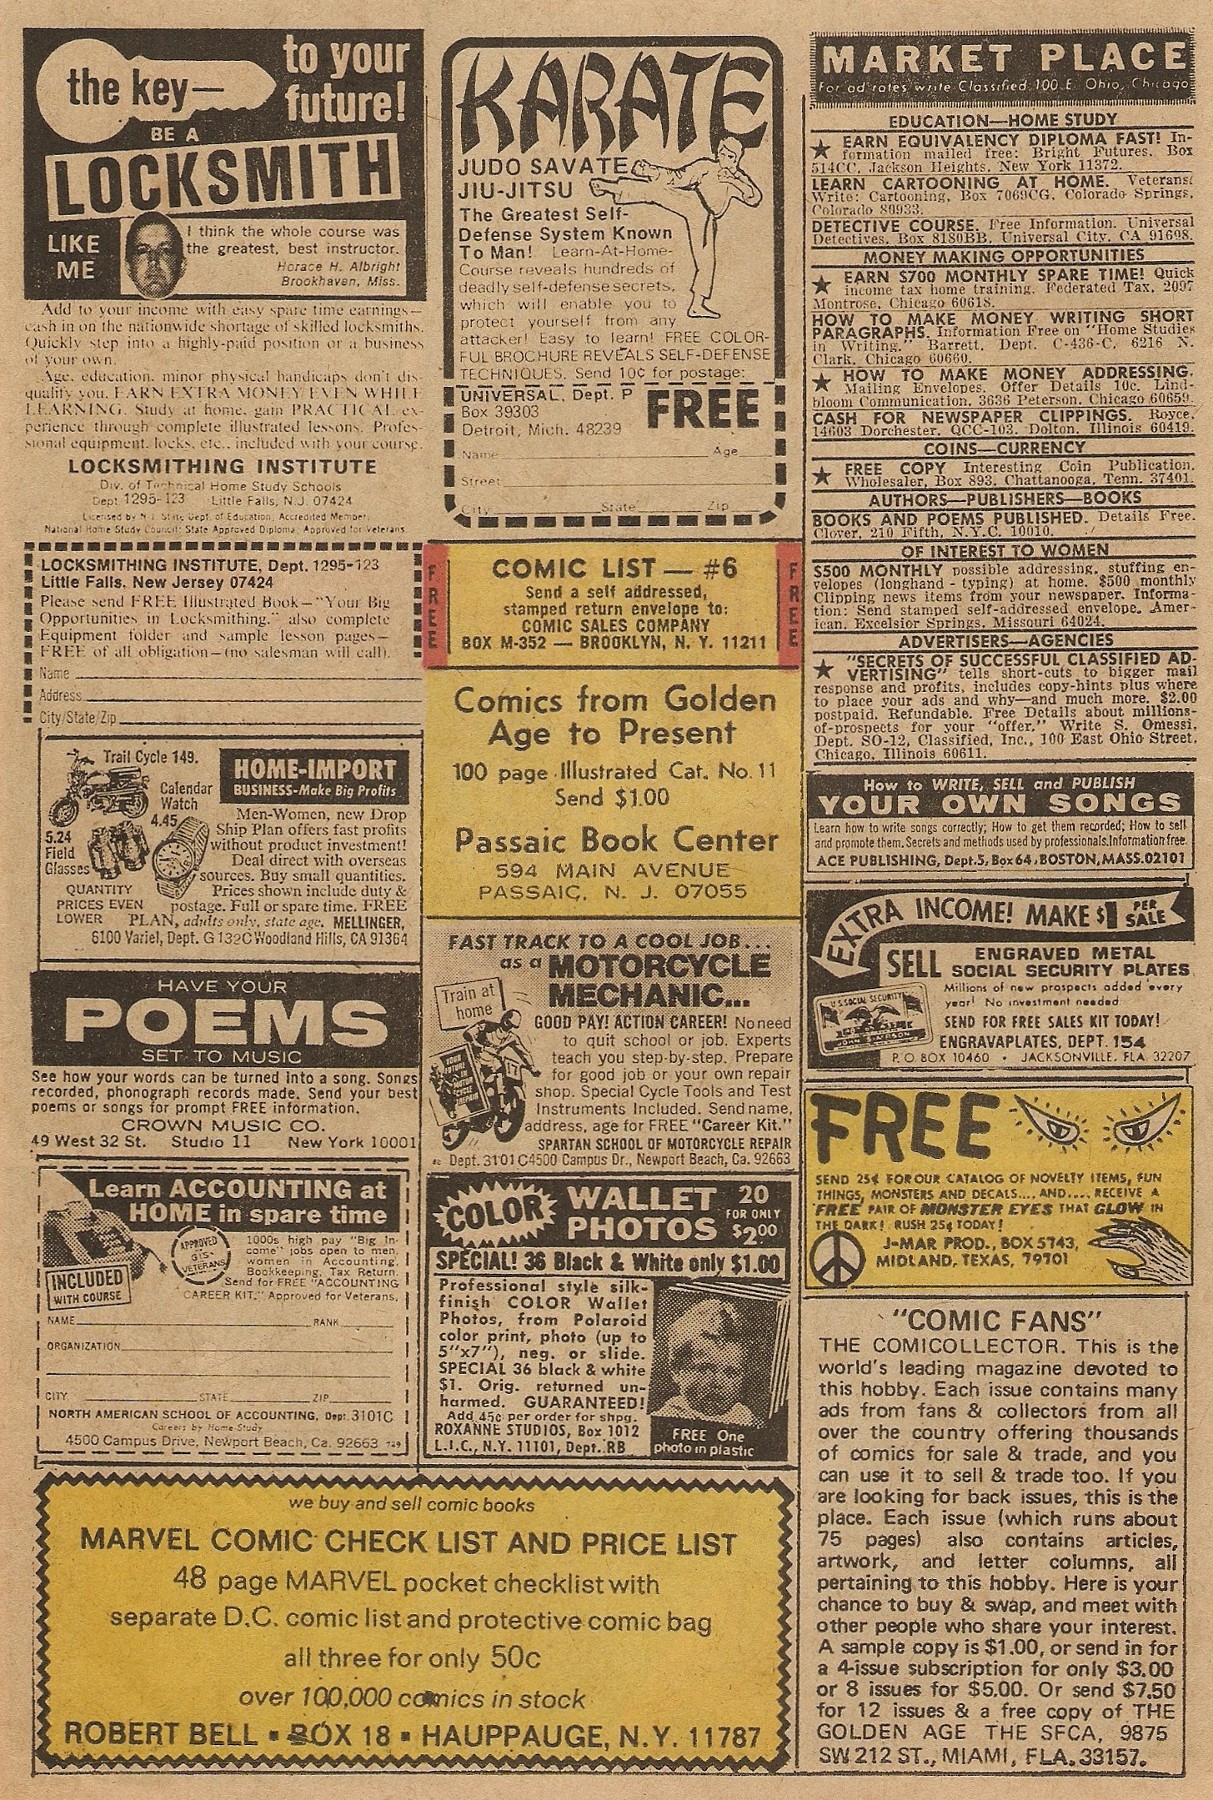 the key—
to your
future!
BE A
LOCKSMITH
LIKE
ME
I think the whole course was
the greatest, best instructor.
Horace H. Albright
Brookhaven, Miss.
Add to your income with easy spare time earnings—
cash in on the nationwide shortage of skilled locksmiths.
Quickly step into a highly-paid position or a business
of your own.
Age, education, minor physical handicaps don't dis-
qualify you. EARN EXTRA MONEY EVEN WHILE
LEARNING. Study at home, gain PRACTICAL ex-
perience through complete illustrated lessons. Profes-
sional equipment, locks, etc., included with your course.
LOCKSMITHING INSTITUTE
Div. of Technical Home Study Schools
Dept 1295-123 Little Falls, N.J. 07424
Licensed by N.J. State Dept. of Education, Accredited Member,
National Home Study Council; State Approved Diploma, Approved for Veterans
LOCKSMITHING INSTITUTE, Dept. 1295-123
Little Falls, New Jersey 07424
Please send FREE Illustrated Book—"Your Big
Opportunities in Locksmithing," also complete
Equipment folder and sample lesson pages—
FREE of all obligation—(no salesman will call).
Name
Address
City/State/Zip
Trail Cycle 149.
Calendar
Watch
4.45
5.24
Field
Glasses
QUANTITY
PRICES EVEN
LOWER
HOME-IMPORT
BUSINESS-Make Big Profits
Men-Women, new Drop
Ship Plan offers fast profits
without product investment!
Deal direct with overseas
sources. Buy small quantities.
Prices shown include duty &
postage. Full or spare time. FREE
PLAN, adults only, state age. MELLINGER,
6100 Variel, Dept. G 132C Woodland Hills, CA 91364
HAVE YOUR
POEMS
SET TO MUSIC
See how your words can be turned into a song. Songs
recorded, phonograph records made. Send your best
poems or songs for prompt FREE information.
CROWN MUSIC CO.
49 West 32 St. Studio 11 New York 10001
Learn ACCOUNTING at
HOME in spare time
INCLUDED
WITH COURSE
APPROVED
GIs-
VETERANS
1000s high pay "Big In-
come" jobs open to men,
women in Accounting,
Bookkeeping, Tax Return.
Send for FREE "ACCOUNTING
CAREER KIT." Approved for Veterans,
NAME RANK
ORGANIZATION
CITY STATE ZIP
NORTH AMERICAN SCHOOL OF ACCOUNTING, Dept. 3101C
Careers by Home-Study
4500 Campus Drive, Newport Beach, Ca. 92663
KARATE
JUDO SAVATE
JIU-JITSU
The Greatest Self-
Defense System Known
To Man! Learn-At-Home-
Course reveals hundreds of
deadly self-defense secrets,
which will enable you to
protect yourself from any
attacker! Easy to learn! FREE COLOR-
FUL BROCHURE REVEALS SELF-DEFENSE
TECHNIQUES. Send 10¢ for postage:
UNIVERSAL, Dept. P
Box 39303
Detroit, Mich. 48239
FREE
Name Age
Street
City State Zip
FREE
COMIC LIST — #6
Send a self addressed,
stamped return envelope to:
COMIC SALES COMPANY
BOX M-352 — BROOKLYN, N. Y. 11211
FREE
Comics from Golden
Age to Present
100 page Illustrated Cat. No. 11
Send $1.00
Passaic Book Center
594 MAIN AVENUE
PASSAIC, N. J. 07055
FAST TRACK TO A COOL JOB...
as a MOTORCYCLE
MECHANIC...
Train at
home
YOUR
FUTURE IN
MOTORCYCLE
REPAIR
GOOD PAY! ACTION CAREER! No need
to quit school or job. Experts
teach you step-by-step. Prepare
for good job or your own repair
shop. Special Cycle Tools and Test
Instruments Included. Send name,
address, age for FREE "Career Kit."
SPARTAN SCHOOL OF MOTORCYCLE REPAIR
Dept. 3101C 4500 Campus Dr., Newport Beach, Ca. 92663
COLOR WALLET
PHOTOS
20
FOR ONLY
$2.00
SPECIAL! 36 Black & White only $1.00
Professional style silk-
finish COLOR Wallet
Photos, from Polaroid
color print, photo (up to
5"x7"), neg. or slide.
SPECIAL 36 black & white
$1. Orig. returned un-
harmed. GUARANTEED!
Add 45¢ per order for shpg.
ROXANNE STUDIOS, Box 1012
L.I.C., N.Y. 11101, Dept. RB
FREE One
photo in plastic
we buy and sell comic books
MARVEL COMIC CHECK LIST AND PRICE LIST
48 page MARVEL pocket checklist with
separate D.C. comic list and protective comic bag
all three for only 50c
over 100,000 comics in stock
ROBERT BELL ▪ BOX 18 ▪ HAUPPAUGE, N.Y. 11787
MARKET PLACE
For ad rates write Classified, 100 E. Ohio, Chicago
EDUCATION—HOME STUDY
★ EARN EQUIVALENCY DIPLOMA FAST! In-
formation mailed free: Bright Futures, Box
514CC, Jackson Heights, New York 11372.
LEARN CARTOONING AT HOME. Veterans!
Write: Cartooning, Box 7069CG, Colorado Springs,
Colorado 80933.
DETECTIVE COURSE. Free Information. Universal
Detectives, Box 8180BB, Universal City, CA 91608.
MONEY MAKING OPPORTUNITIES
★ EARN $700 MONTHLY SPARE TIME! Quick
income tax home training. Federated Tax, 2097
Montrose, Chicago 60618.
HOW TO MAKE MONEY WRITING SHORT
PARAGRAPHS. Information Free on "Home Studies
in Writing." Barrett, Dept. C-436-C, 6216 N.
Clark, Chicago 60660.
★ HOW TO MAKE MONEY ADDRESSING,
Mailing Envelopes. Offer Details 10c. Lind-
bloom Communication, 3636 Peterson, Chicago 60659.
CASH FOR NEWSPAPER CLIPPINGS. Royce,
14603 Dorchester, QCC-103, Dolton, Illinois 60419.
COINS—CURRENCY
★ FREE COPY Interesting Coin Publication.
Wholesaler, Box 893, Chattanooga, Tenn. 37401.
AUTHORS—PUBLISHERS—BOOKS
BOOKS AND POEMS PUBLISHED. Details Free.
Clover, 210 Fifth, N.Y.C. 10010.
OF INTEREST TO WOMEN
$500 MONTHLY possible addressing, stuffing en-
velopes (longhand - typing) at home. $500 monthly
Clipping news items from your newspaper. Informa-
tion: Send stamped self-addressed envelope. Amer-
ican, Excelsior Springs, Missouri 64024.
ADVERTISERS—AGENCIES
★ "SECRETS OF SUCCESSFUL CLASSIFIED AD-
VERTISING" tells short-cuts to bigger mail
response and profits, includes copy-hints plus where
to place your ads and why—and much more. $2.00
postpaid. Refundable. Free Details about millions-
of-prospects for your "offer." Write S. Omessi,
Dept. SO-12, Classified, Inc., 100 East Ohio Street,
Chicago, Illinois 60611.
How to WRITE, SELL and PUBLISH
YOUR OWN SONGS
Learn how to write songs correctly; How to get them recorded; How to sell
and promote them. Secrets and methods used by professionals. Information free.
ACE PUBLISHING, Dept. 5, Box 64, BOSTON, MASS. 02101
EXTRA INCOME! MAKE $1 PER
SALE
SELL ENGRAVED METAL
SOCIAL SECURITY PLATES
Millions of new prospects added every
year! No investment needed
SEND FOR FREE SALES KIT TODAY!
ENGRAVAPLATES, DEPT. 154
P.O. BOX 10460 • JACKSONVILLE, FLA. 32207
U.S. SOCIAL SECURITY
FREE
SEND 25¢ FOR OUR CATALOG OF NOVELTY ITEMS, FUN
THINGS, MONSTERS AND DECALS....AND.... RECEIVE A
FREE PAIR OF MONSTER EYES THAT GLOW IN
THE DARK! RUSH 25¢ TODAY!
J-MAR PROD., BOX 5743,
MIDLAND, TEXAS, 79701
"COMIC FANS"
THE COMICOLLECTOR. This is the
world's leading magazine devoted to
this hobby. Each issue contains many
ads from fans & collectors from all
over the country offering thousands
of comics for sale & trade, and you
can use it to sell & trade too. If you
are looking for back issues, this is the
place. Each issue (which runs about
75 pages) also contains articles,
artwork, and letter columns, all
pertaining to this hobby. Here is your
chance to buy & swap, and meet with
other people who share your interest.
A sample copy is $1.00, or send in for
a 4-issue subscription for only $3.00
or 8 issues for $5.00. Or send $7.50
for 12 issues & a free copy of THE
GOLDEN AGE THE SFCA, 9875
SW 212 ST., MIAMI, FLA. 33157.